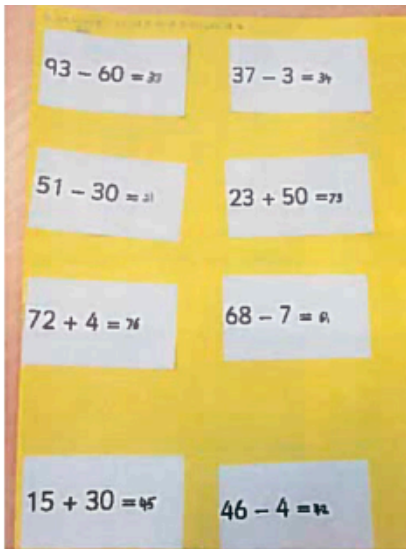 93 – 60 = 33
37 – 3 = 34
51 – 30 = 21
23 + 50 = 73
72 + 4 = 76
68 – 7 = 61
15 + 30 = 45
46 – 4 = 42